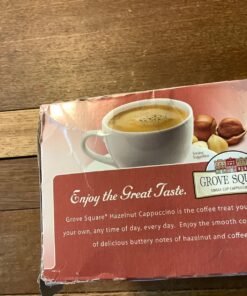 Serving Suggestion
Enjoy the Great Taste.
GROVE SQUARE
SINGLE CUP CAPPUCCINO
Grove Square® Hazelnut Cappuccino is the coffee treat you
your own, any time of day, every day. Enjoy the smooth co
of delicious buttery notes of hazelnut and coffee